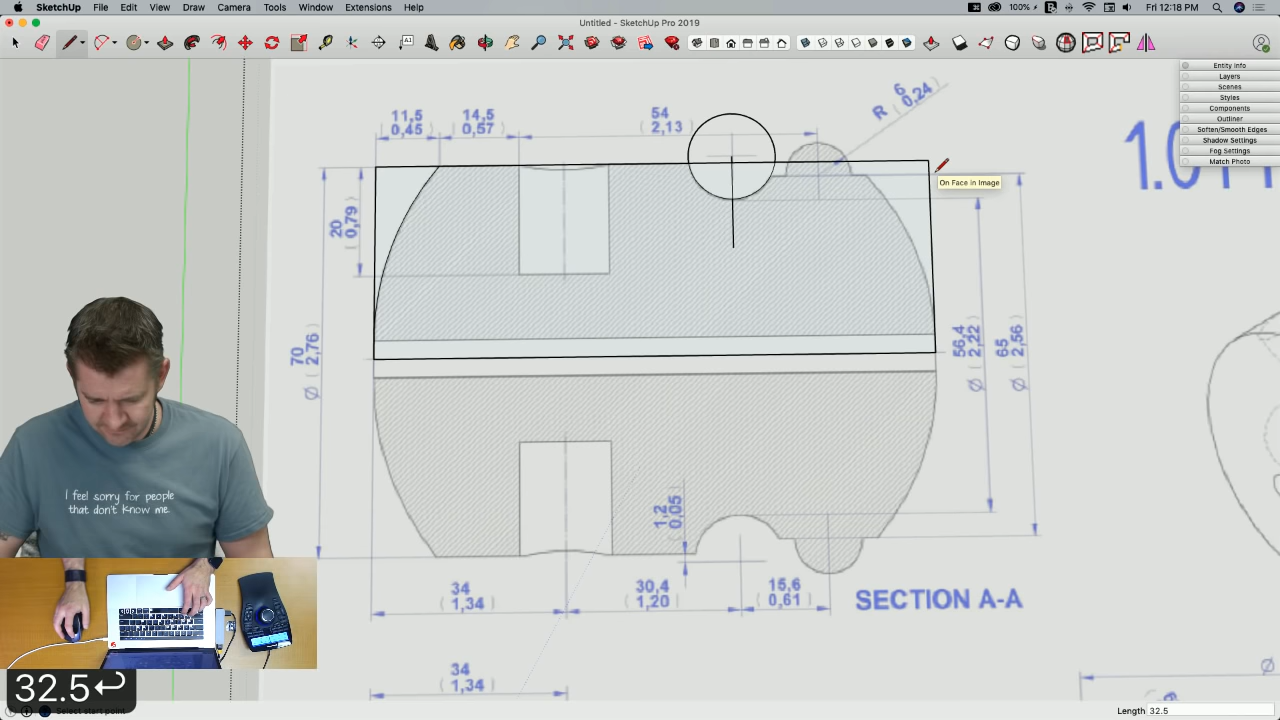 SketchUp File Edit View Camera Draw Tools Window Extensions Help 100% Fri 12:18 PM
Untitled - SketchUp Pro 2019
Entity Info
Layers
Scenes
Styles
Components
Outliner
Soften/Smooth Edges
Shadow Settings
Fog Settings
Match Photo
11,5
( 0,45 )
14,5
( 0,57 )
54
( 2,13 )
R 6
( 0,24 )
On Face in Image
20
( 0,79 )
Ø 70
( 2,76 )
Ø 56,4
( 2,22 )
Ø 65
( 2,56 )
1,2
( 0,05 )
34
( 1,34 )
30,4
( 1,20 )
15,6
( 0,61 )
SECTION A-A
34
( 1,34 )
Ø
I feel sorry for people
that don't know me.
32.5
Select start point
Length 32.5